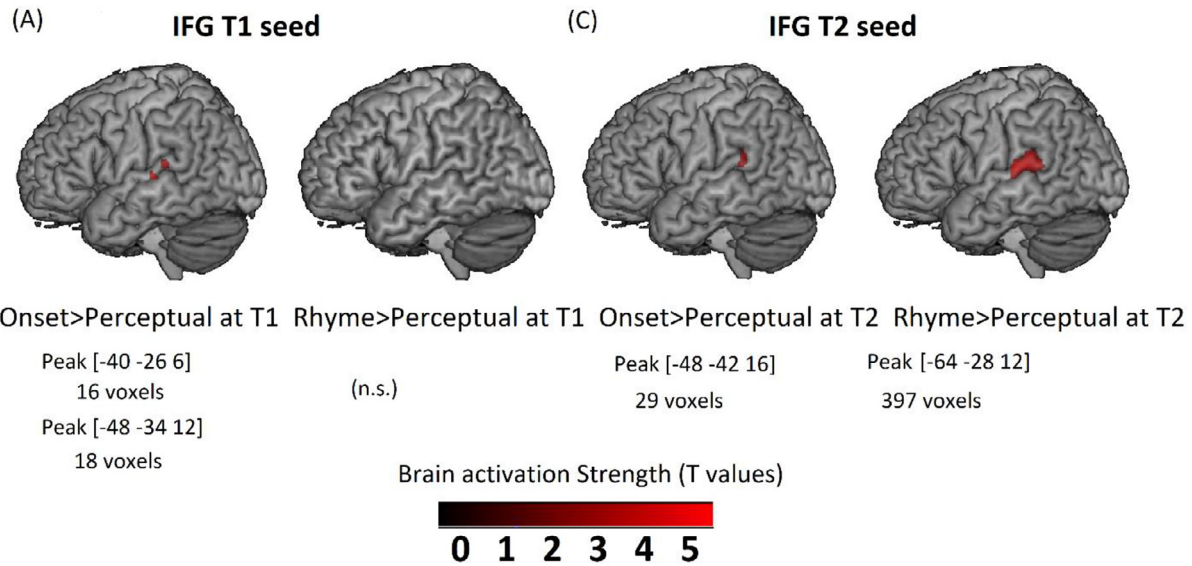 (A)
IFG T1 seed
(C)
IFG T2 seed
Onset>Perceptual at T1
Rhyme>Perceptual at T1
Onset>Perceptual at T2
Rhyme>Perceptual at T2
Peak [-40 -26 6]
16 voxels
Peak [-48 -34 12]
18 voxels
(n.s.)
Peak [-48 -42 16]
29 voxels
Peak [-64 -28 12]
397 voxels
Brain activation Strength (T values)
0 1 2 3 4 5